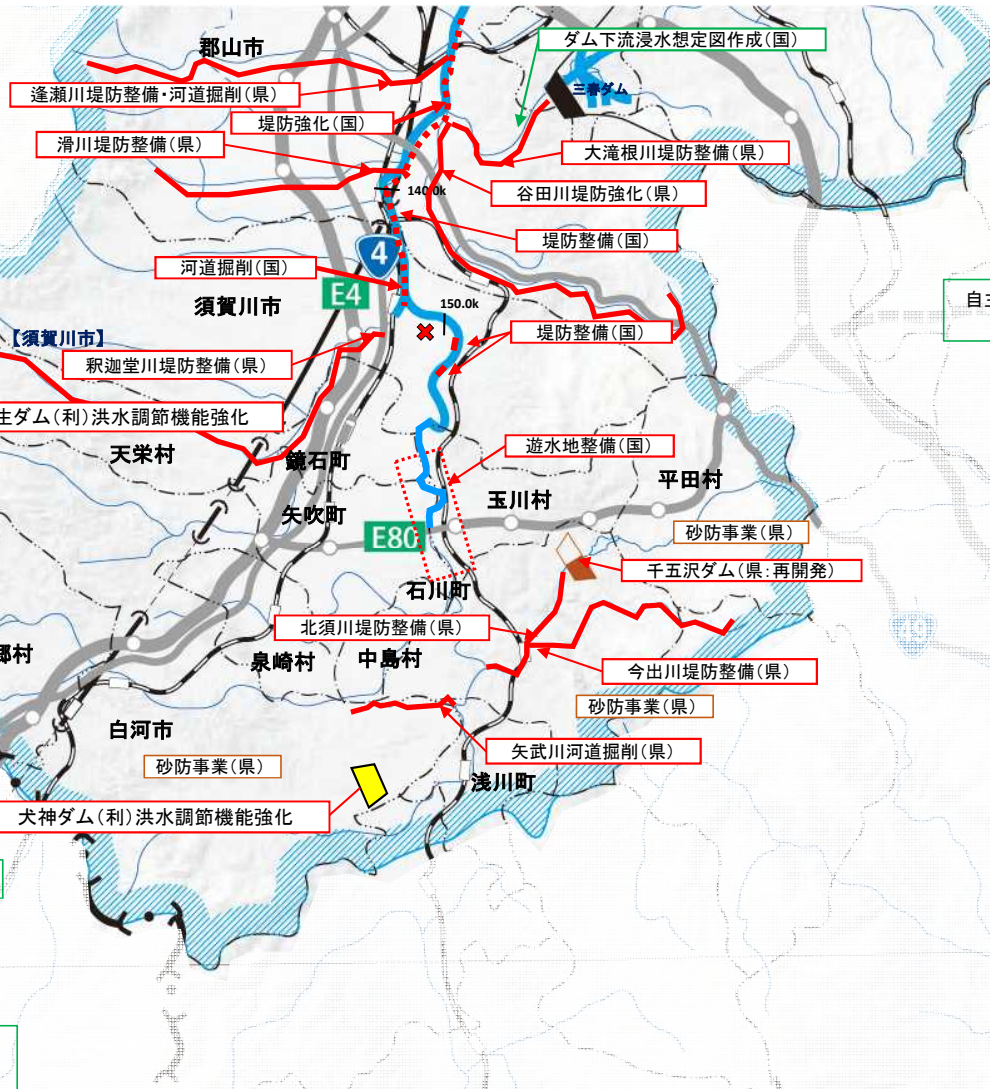 ダム下流浸水想定図作成(国)
郡山市
三春ダム
逢瀬川堤防整備・河道掘削(県)
堤防強化(国)
滑川堤防整備(県)
大滝根川堤防整備(県)
140.0k
谷田川堤防強化(県)
堤防整備(国)
4
河道掘削(国)
E4
須賀川市
150.0k
自主
【須賀川市】
堤防整備(国)
釈迦堂川堤防整備(県)
生ダム(利)洪水調節機能強化
天栄村
鏡石町
遊水地整備(国)
平田村
玉川村
矢吹町
E80
砂防事業(県)
千五沢ダム(県:再開発)
石川町
北須川堤防整備(県)
49
郷村
泉崎村
中島村
今出川堤防整備(県)
砂防事業(県)
白河市
矢武川河道掘削(県)
砂防事業(県)
浅川町
犬神ダム(利)洪水調節機能強化